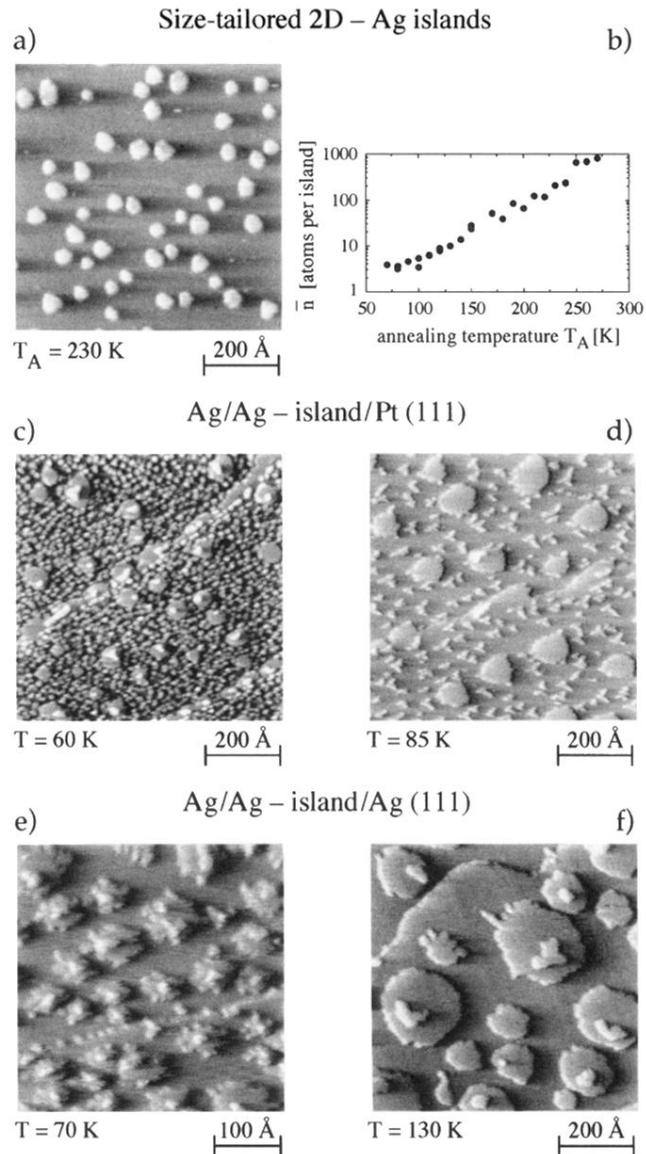 Size-tailored 2D – Ag islands
a)
b)
n̅ [atoms per island]
1000
100
10
1
50 100 150 200 250 300
annealing temperature T_A [K]
T_A = 230 K
200 Å
Ag/Ag – island/Pt (111)
c)
d)
T = 60 K
200 Å
T = 85 K
200 Å
Ag/Ag – island/Ag (111)
e)
f)
T = 70 K
100 Å
T = 130 K
200 Å